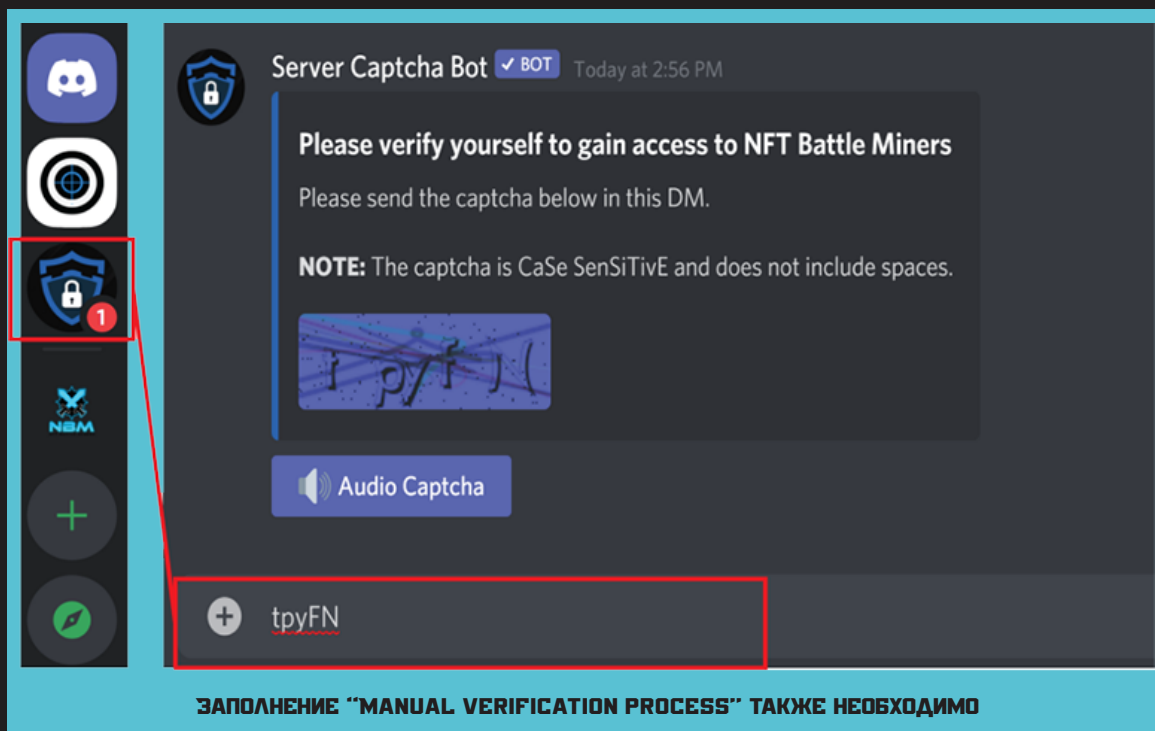 Server Captcha Bot ✓ BOT Today at 2:56 PM
Please verify yourself to gain access to NFT Battle Miners
Please send the captcha below in this DM.
NOTE: The captcha is CaSe SenSiTivE and does not include spaces.
1
NBM
Audio Captcha
tpyFN
ЗАПОЛНЕНИЕ “MANUAL VERIFICATION PROCESS” ТАКЖЕ НЕОБХОДИМО